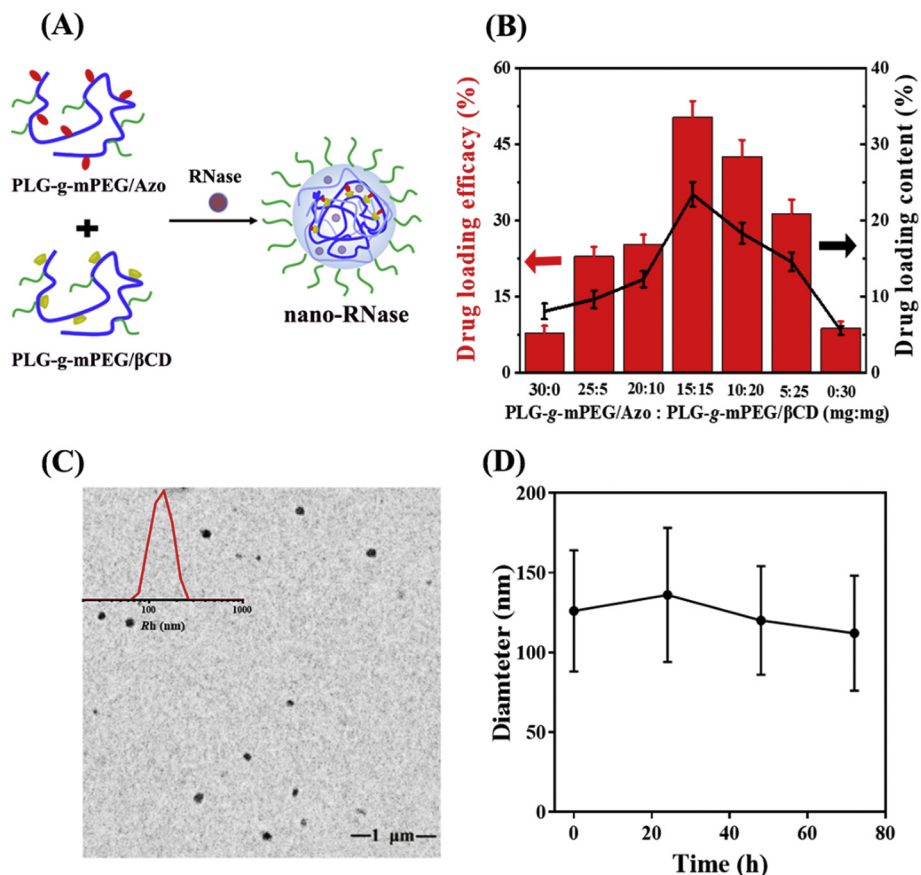 (A)
PLG-g-mPEG/Azo
+
PLG-g-mPEG/βCD
RNase
nano-RNase
(B)
Drug loading efficacy (%)
60
45
30
15
0
Drug loading content (%)
40
30
20
10
0
30:0 25:5 20:10 15:15 10:20 5:25 0:30
PLG-g-mPEG/Azo : PLG-g-mPEG/βCD (mg:mg)
(C)
100 1000
Rh (nm)
1 μm
(D)
Diamteter (nm)
200
150
100
50
0
0 20 40 60 80
Time (h)